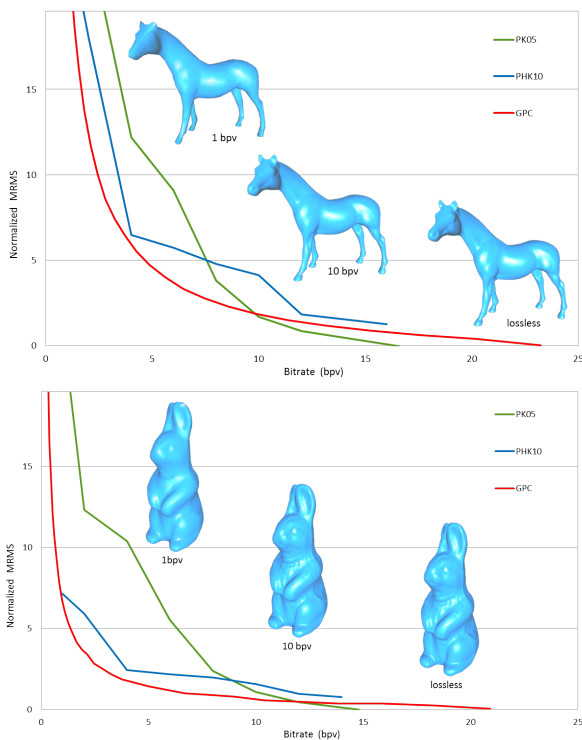 PK05
15
PHK10
GPC
1 bpv
Normalized MRMS
10
5
10 bpv
lossless
0
5
10
15
20
25
Bitrate (bpv)
PK05
15
PHK10
GPC
1bpv
Normalized MRMS
10
10 bpv
5
lossless
0
0
5
10
15
20
25
Bitrate (bpv)